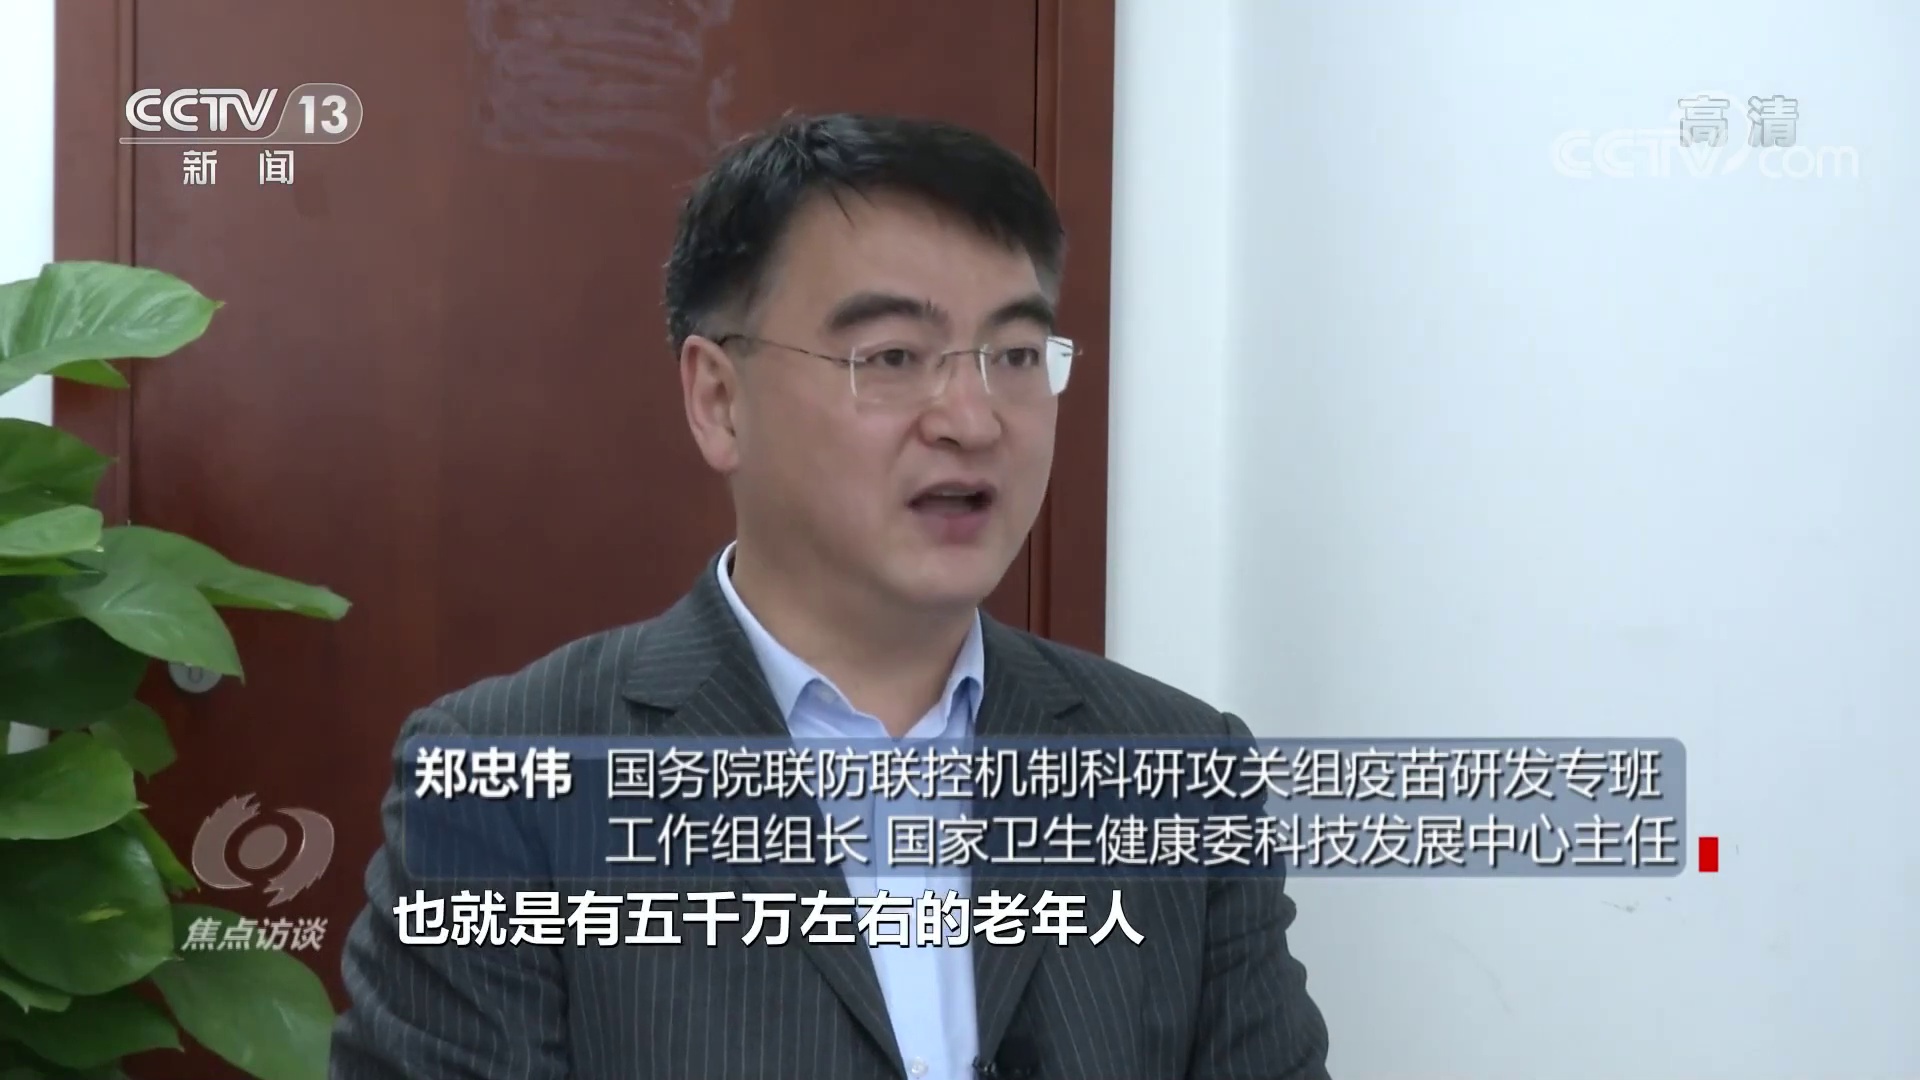 CCTV 13
新闻
高清
CCTV.com
郑忠伟 国务院联防联控机制科研攻关组疫苗研发专班
工作组组长 国家卫生健康委科技发展中心主任
焦点访谈
也就是有五千万左右的老年人